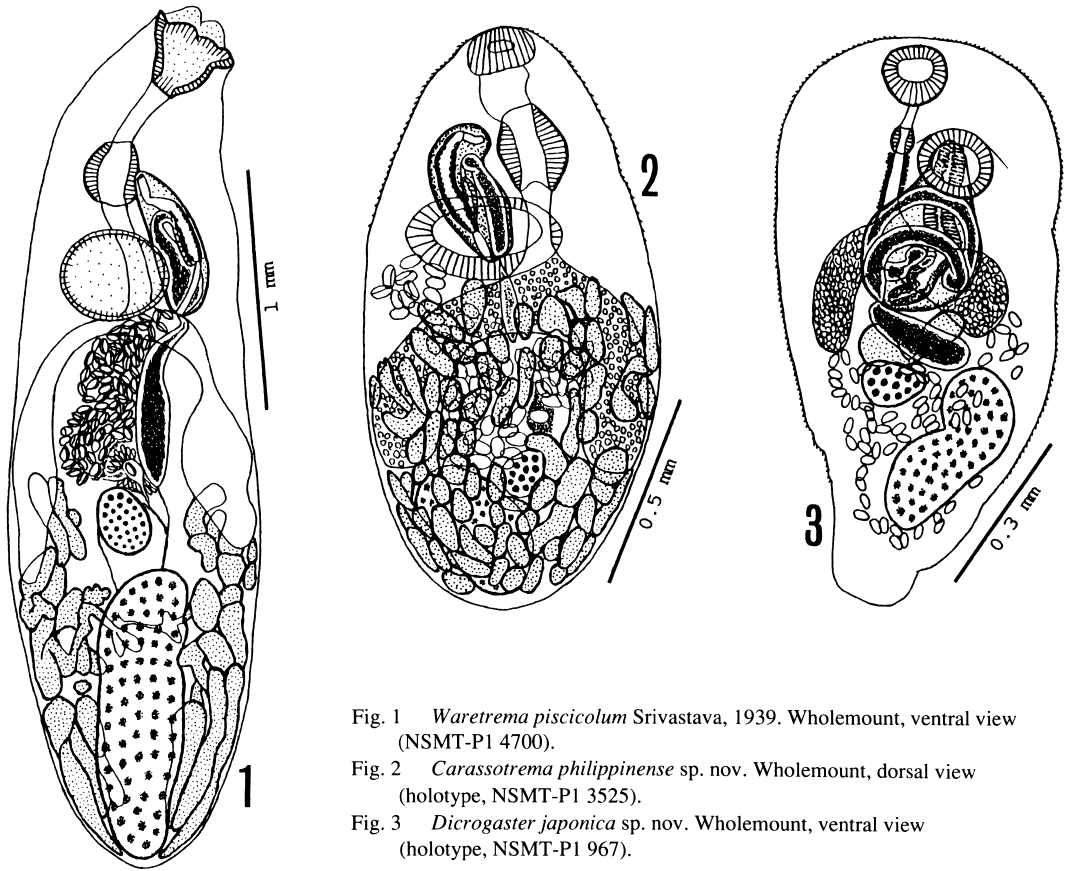 2
1 mm
0.5 mm
3
0.3 mm
1
Fig. 1 Waretrema piscicolum Srivastava, 1939. Wholemount, ventral view
(NSMT-P1 4700).
Fig. 2 Carassotrema philippinense sp. nov. Wholemount, dorsal view
(holotype, NSMT-P1 3525).
Fig. 3 Dicrogaster japonica sp. nov. Wholemount, ventral view
(holotype, NSMT-P1 967).